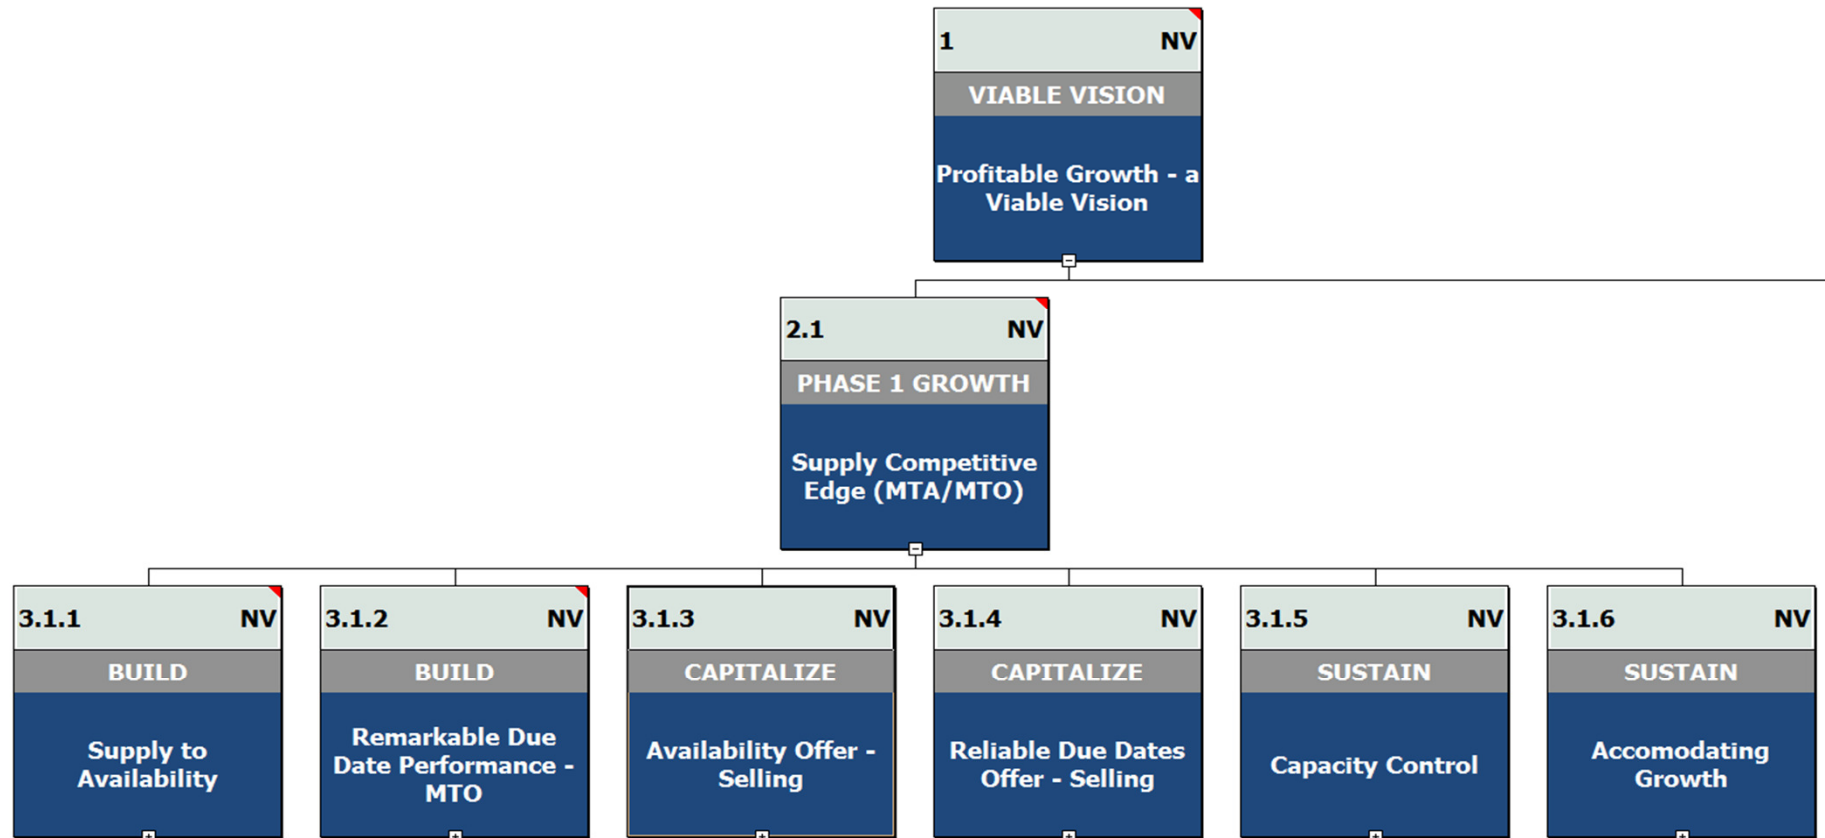 1 NV
VIABLE VISION
Profitable Growth - a
Viable Vision
2.1 NV
PHASE 1 GROWTH
Supply Competitive
Edge (MTA/MTO)
3.1.1 NV
BUILD
Supply to
Availability
3.1.2 NV
BUILD
Remarkable Due
Date Performance -
MTO
3.1.3 NV
CAPITALIZE
Availability Offer -
Selling
3.1.4 NV
CAPITALIZE
Reliable Due Dates
Offer - Selling
3.1.5 NV
SUSTAIN
Capacity Control
3.1.6 NV
SUSTAIN
Accomodating
Growth